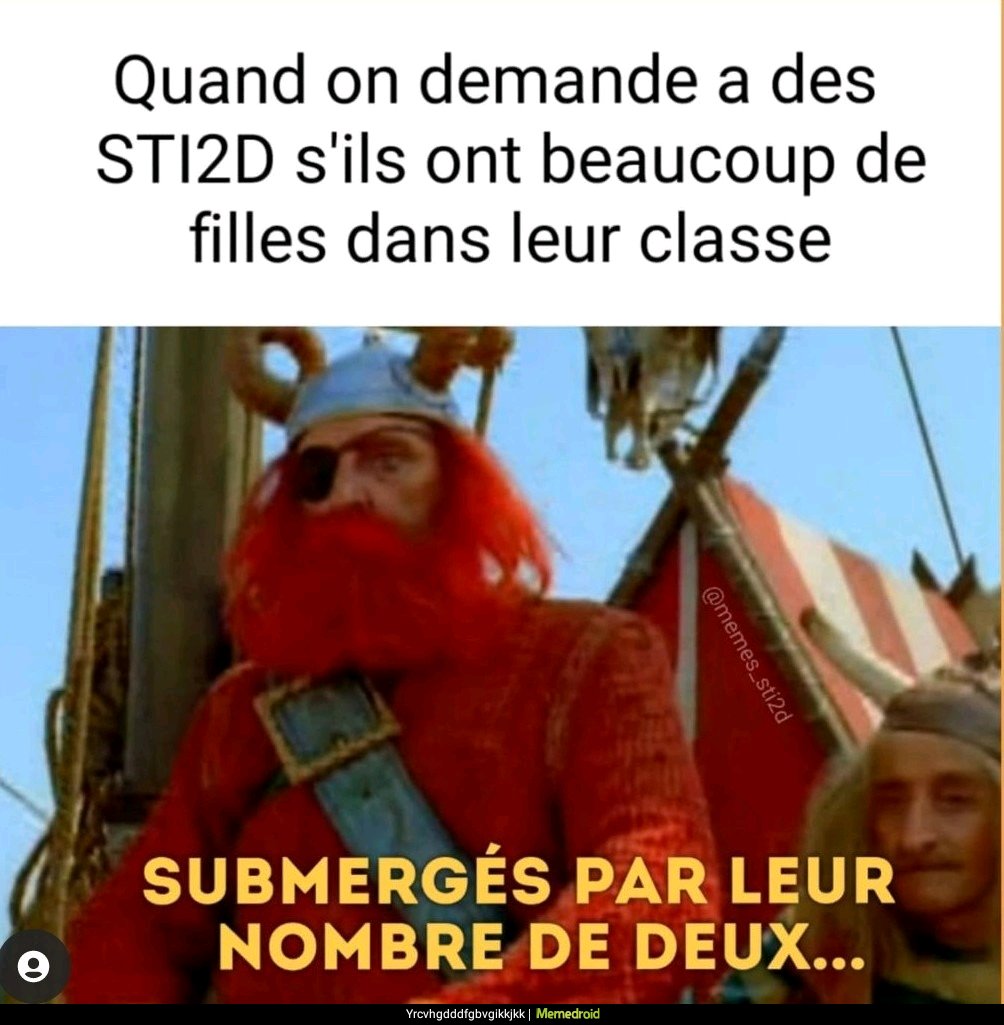 Quand on demande a des
STI2D s'ils ont beaucoup de
filles dans leur classe
@memes_sti2d
SUBMERGÉS PAR LEUR
NOMBRE DE DEUX...
Yrcvhgdddfgbvgikkjkk | Memedroid